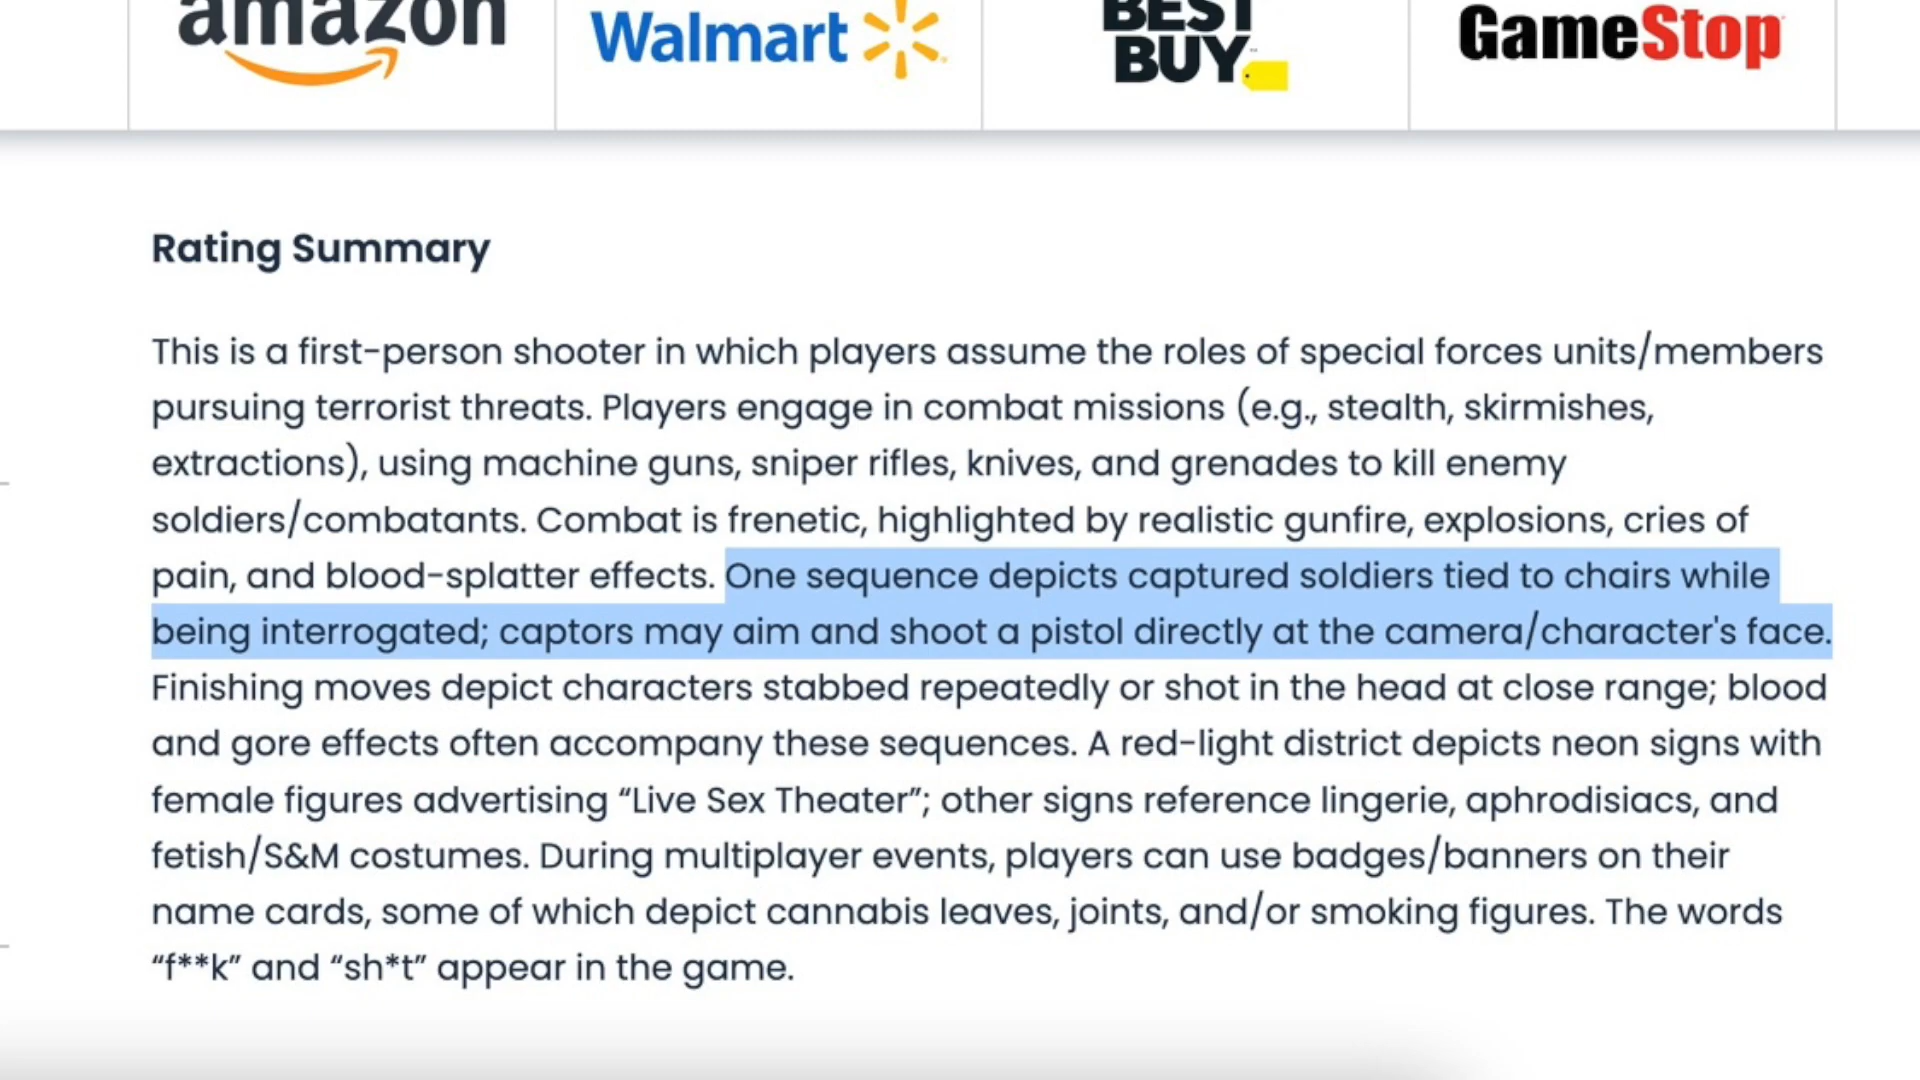 amazon
Walmart
BEST
BUY
GameStop
Rating Summary
This is a first-person shooter in which players assume the roles of special forces units/members
pursuing terrorist threats. Players engage in combat missions (e.g., stealth, skirmishes,
extractions), using machine guns, sniper rifles, knives, and grenades to kill enemy
soldiers/combatants. Combat is frenetic, highlighted by realistic gunfire, explosions, cries of
pain, and blood-splatter effects. One sequence depicts captured soldiers tied to chairs while
being interrogated; captors may aim and shoot a pistol directly at the camera/character's face.
Finishing moves depict characters stabbed repeatedly or shot in the head at close range; blood
and gore effects often accompany these sequences. A red-light district depicts neon signs with
female figures advertising “Live Sex Theater”; other signs reference lingerie, aphrodisiacs, and
fetish/S&M costumes. During multiplayer events, players can use badges/banners on their
name cards, some of which depict cannabis leaves, joints, and/or smoking figures. The words
“f**k” and “sh*t” appear in the game.